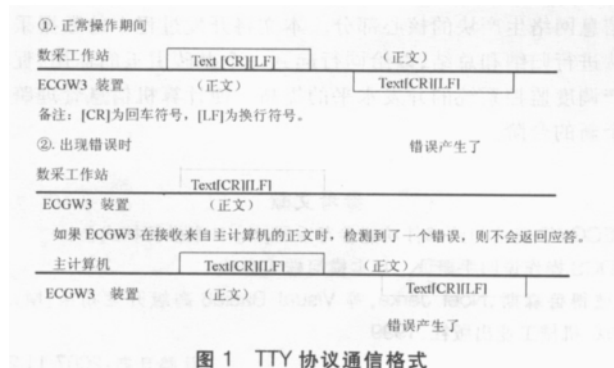 ①. 正常操作期间
数采工作站 Text [CR][LF] （正文）
ECGW3 装置 （正文） Text[CR][LF]
备注：[CR]为回车符号，[LF]为换行符号。
②. 出现错误时 错误产生了
数采工作站 Text[CR][LF]
ECGW3 装置 （正文）
如果 ECGW3 在接收来自主计算机的正文时，检测到了一个错误，则不会返回应答。
主计算机 Text[CR][LF] （正文）
ECGW3 装置 （正文） Text[CR][LF]
错误产生了
图 1 TTY 协议通信格式